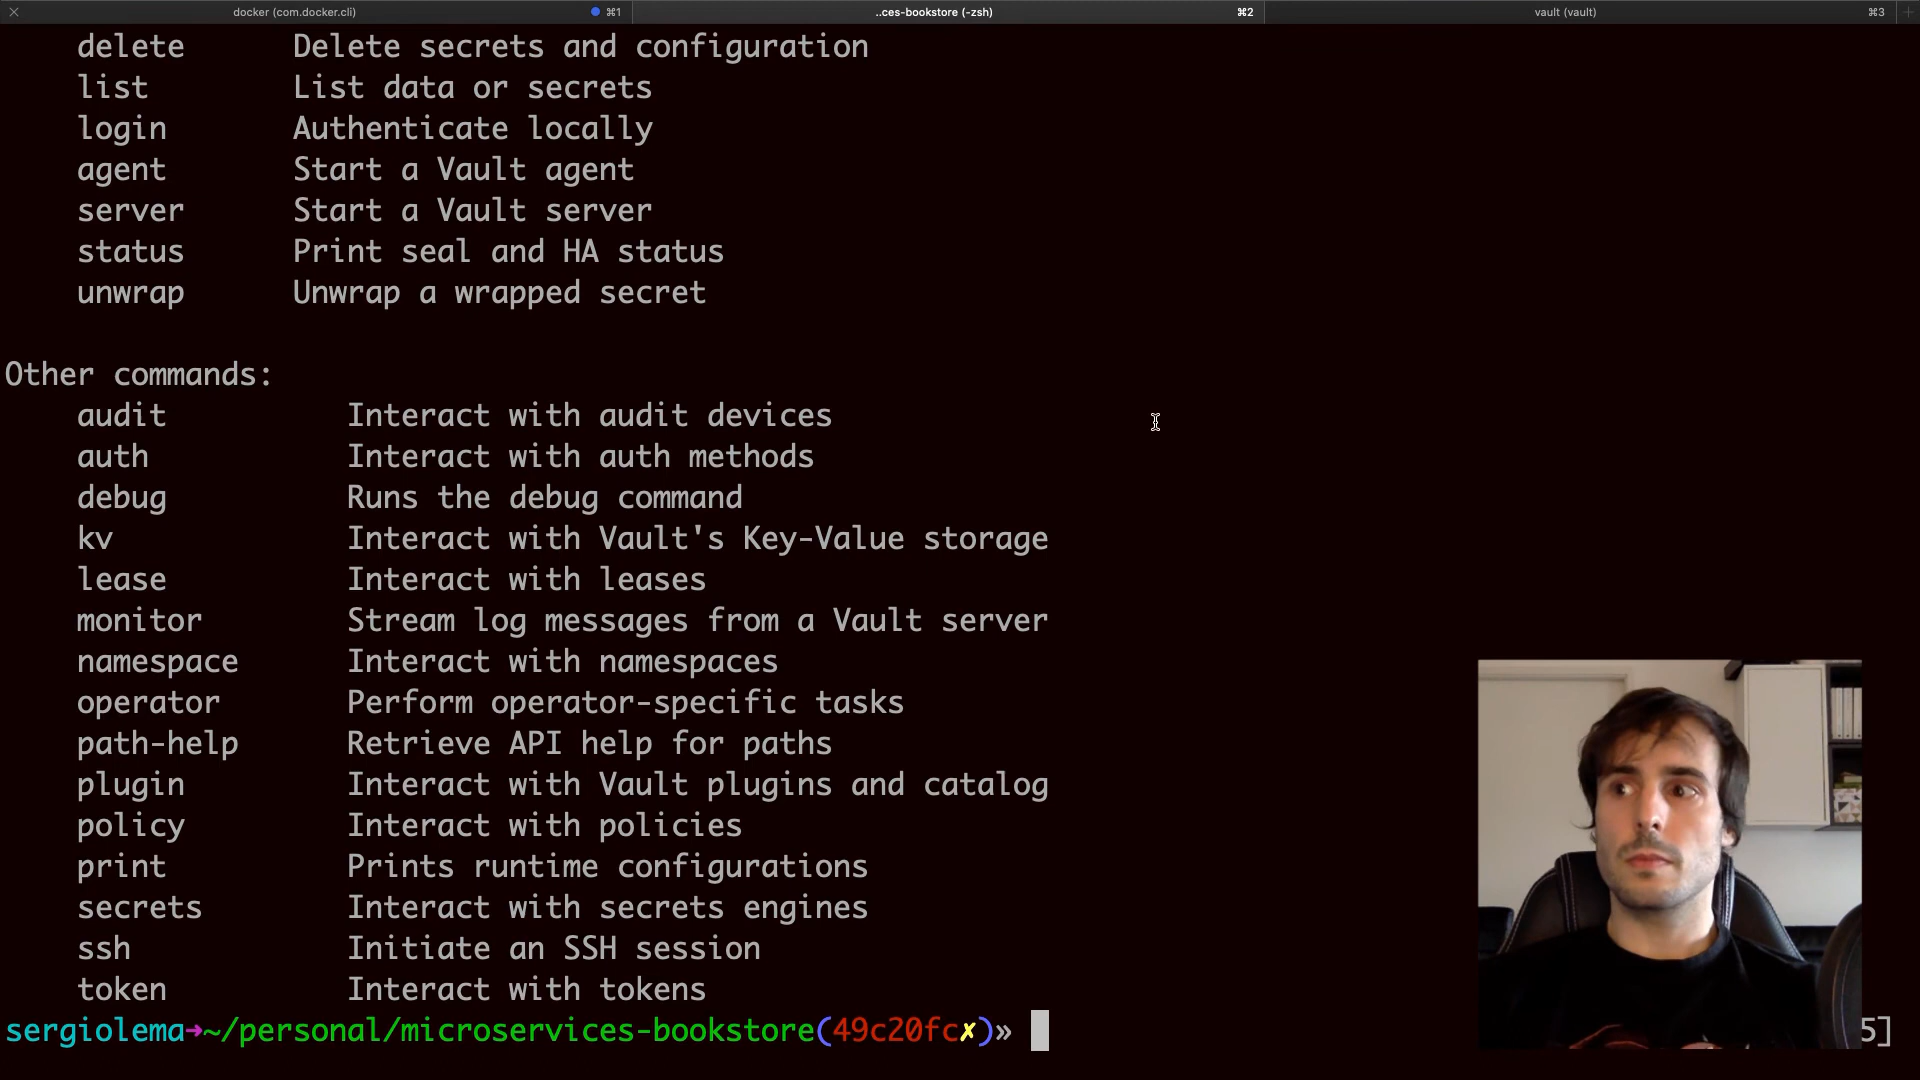 docker (com.docker.cli) ⌘1 ..ces-bookstore (-zsh) ⌘2 vault (vault) ⌘3
delete Delete secrets and configuration
list List data or secrets
login Authenticate locally
agent Start a Vault agent
server Start a Vault server
status Print seal and HA status
unwrap Unwrap a wrapped secret
Other commands:
audit Interact with audit devices
auth Interact with auth methods
debug Runs the debug command
kv Interact with Vault's Key-Value storage
lease Interact with leases
monitor Stream log messages from a Vault server
namespace Interact with namespaces
operator Perform operator-specific tasks
path-help Retrieve API help for paths
plugin Interact with Vault plugins and catalog
policy Interact with policies
print Prints runtime configurations
secrets Interact with secrets engines
ssh Initiate an SSH session
token Interact with tokens
sergiolema→~/personal/microservices-bookstore(49c20fc✗)» 5]